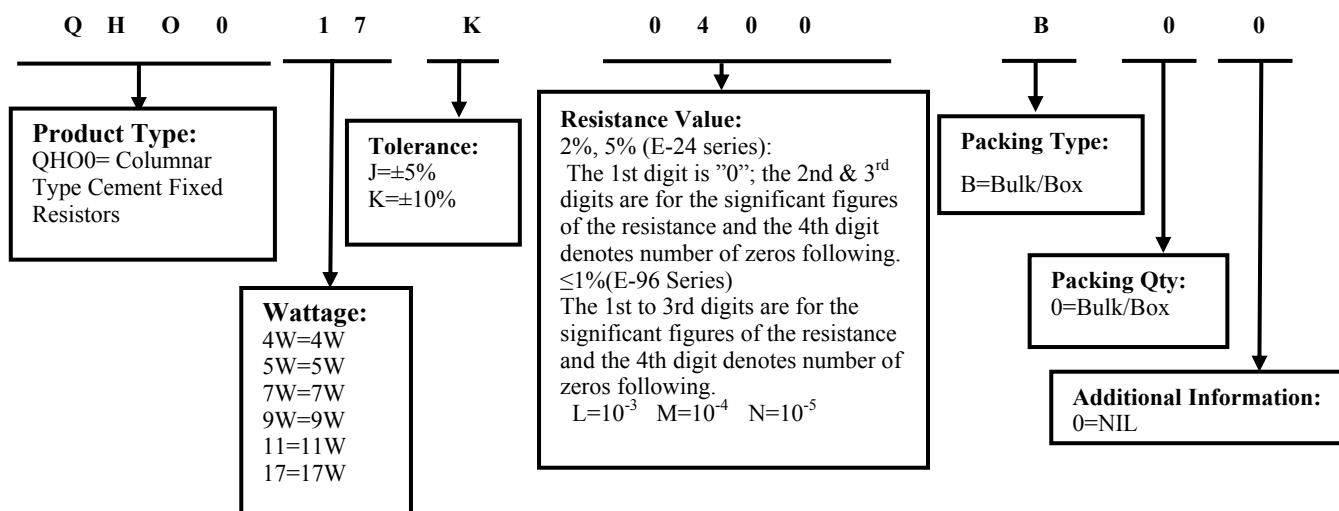 Q H O 0 1 7 K 0 4 0 0 B 0 0
Product Type:
QHO0= Columnar
Type Cement Fixed
Resistors
Wattage:
4W=4W
5W=5W
7W=7W
9W=9W
11=11W
17=17W
Tolerance:
J=±5%
K=±10%
Resistance Value:
2%, 5% (E-24 series):
The 1st digit is ”0”; the 2nd & 3rd
digits are for the significant figures
of the resistance and the 4th digit
denotes number of zeros following.
≤1%(E-96 Series)
The 1st to 3rd digits are for the
significant figures of the resistance
and the 4th digit denotes number of
zeros following.
L=10-3 M=10-4 N=10-5
Packing Type:
B=Bulk/Box
Packing Qty:
0=Bulk/Box
Additional Information:
0=NIL